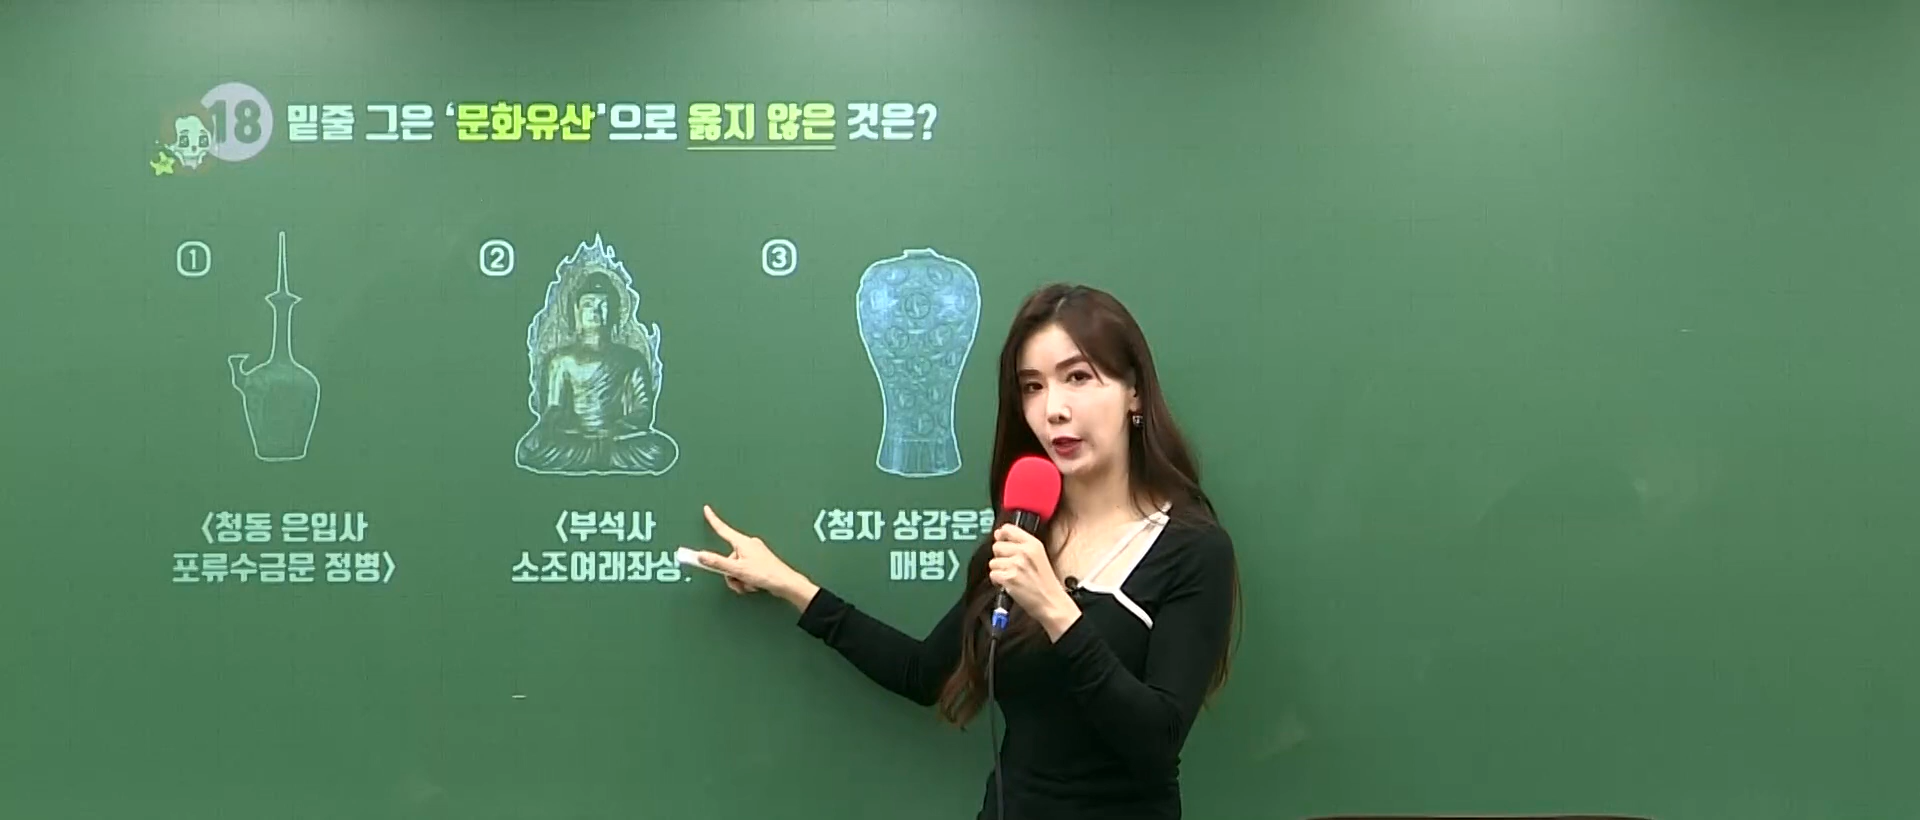 18 밑줄 그은 ‘문화유산’으로 옳지 않은 것은?
① ② ③
<청동 은입사
포류수금문 정병>
<부석사
소조여래좌상
<청자 상감운학
매병>